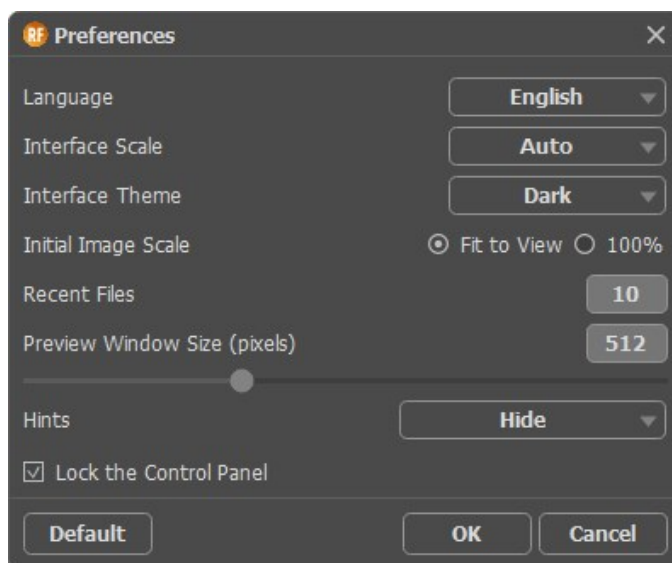 RF Preferences
Language English
Interface Scale Auto
Interface Theme Dark
Initial Image Scale Fit to View 100%
Recent Files 10
Preview Window Size (pixels) 512
Hints Hide
Lock the Control Panel
Default OK Cancel